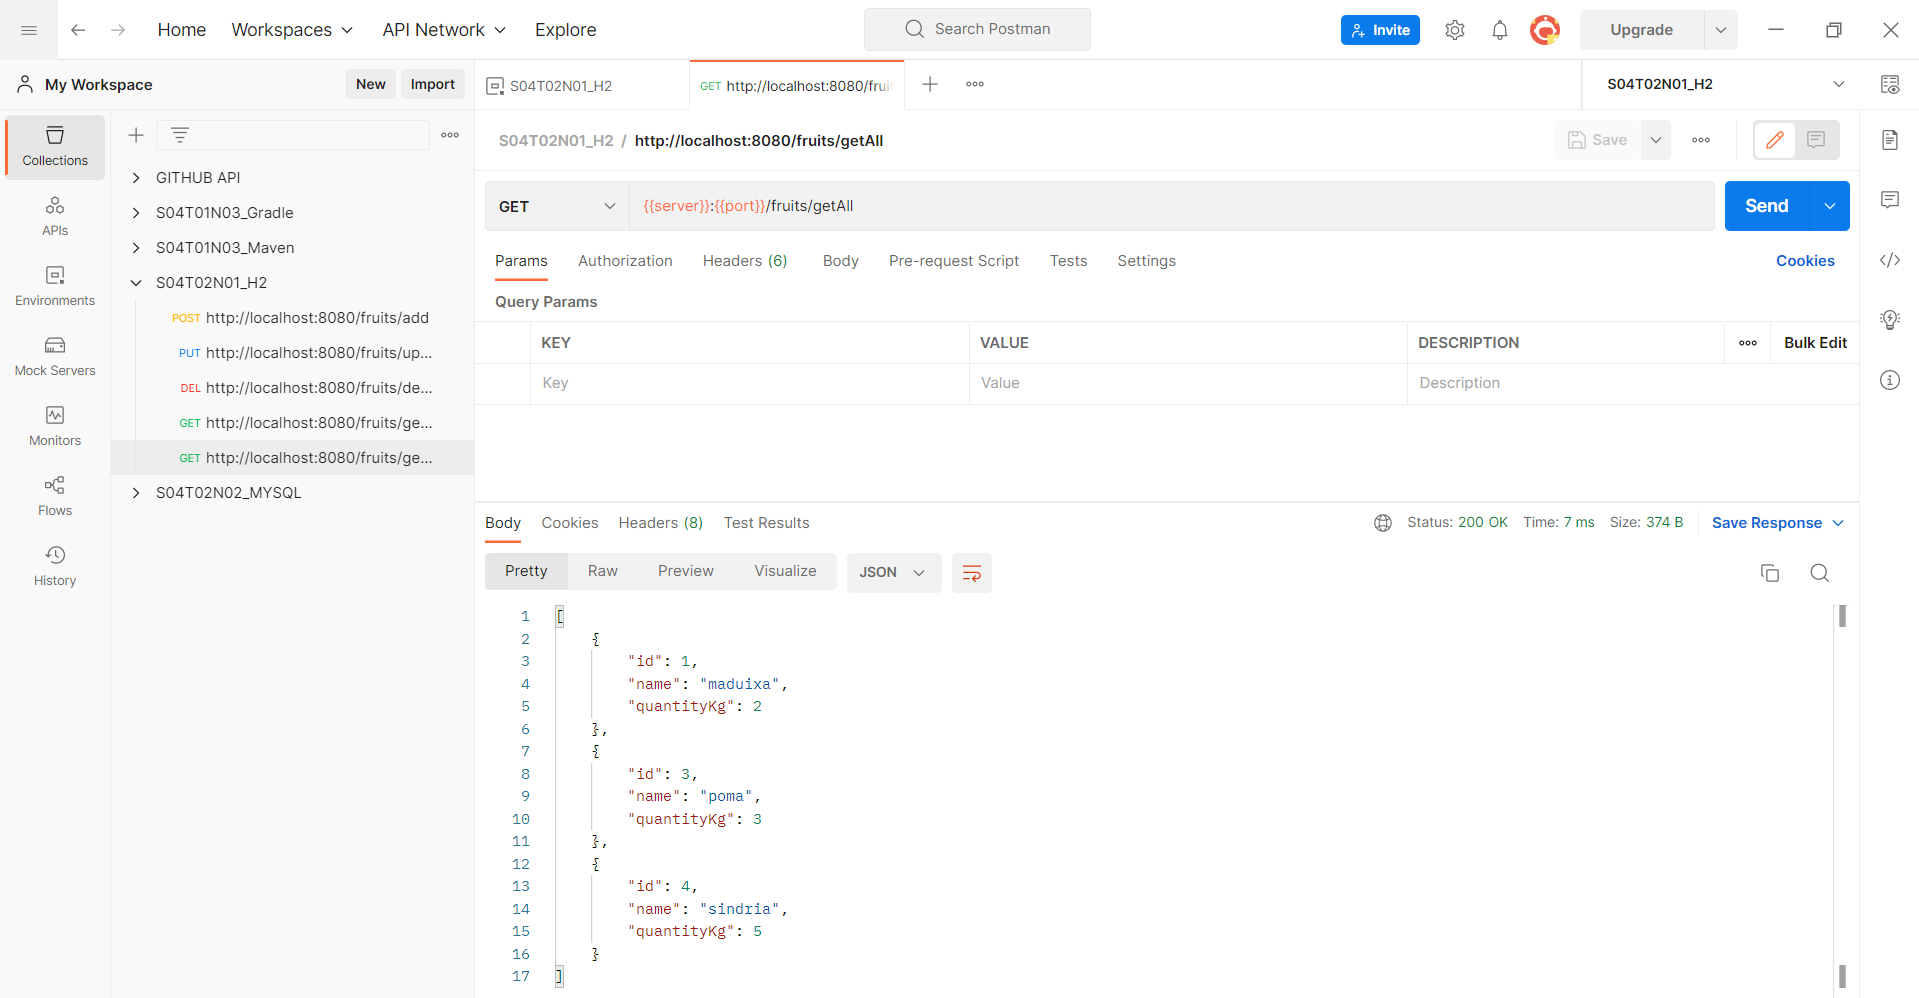 Home Workspaces API Network Explore Search Postman Invite Upgrade
My Workspace New Import S04T02N01_H2 GET http://localhost:8080/frui S04T02N01_H2
S04T02N01_H2 / http://localhost:8080/fruits/getAll Save
Collections
APIs
Environments
Mock Servers
Monitors
Flows
History
GITHUB API
S04T01N03_Gradle
S04T01N03_Maven
S04T02N01_H2
POST http://localhost:8080/fruits/add
PUT http://localhost:8080/fruits/up...
DEL http://localhost:8080/fruits/de...
GET http://localhost:8080/fruits/ge...
GET http://localhost:8080/fruits/ge...
S04T02N02_MYSQL
GET {{server}}:{{port}}/fruits/getAll Send
Params Authorization Headers (6) Body Pre-request Script Tests Settings Cookies
Query Params
KEY VALUE DESCRIPTION Bulk Edit
Key Value Description
Body Cookies Headers (8) Test Results Status: 200 OK Time: 7 ms Size: 374 B Save Response
Pretty Raw Preview Visualize JSON
1 [
2 {
3 "id": 1,
4 "name": "maduixa",
5 "quantityKg": 2
6 },
7 {
8 "id": 3,
9 "name": "poma",
10 "quantityKg": 3
11 },
12 {
13 "id": 4,
14 "name": "sindria",
15 "quantityKg": 5
16 }
17 ]